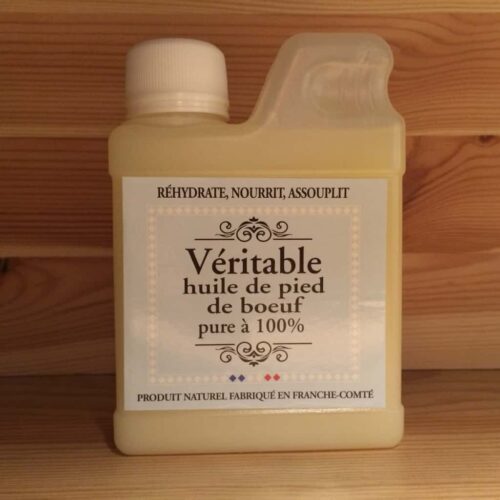 RÉHYDRATE, NOURRIT, ASSOUPLIT
Véritable
huile de pied
de boeuf
pure à 100%
PRODUIT NATUREL FABRIQUÉ EN FRANCHE-COMTÉ